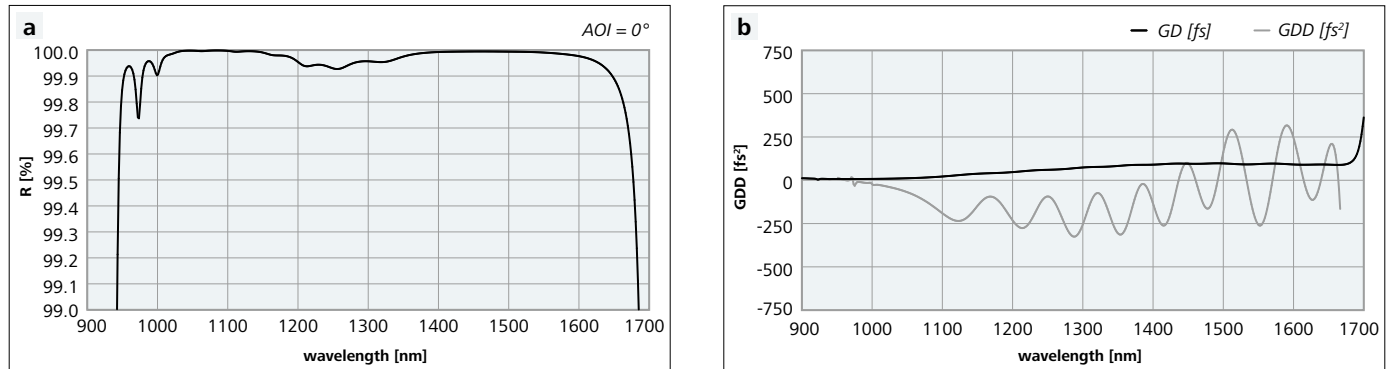 a
AOI = 0°
100.0
99.9
99.8
99.7
99.6
99.5
99.4
99.3
99.2
99.1
99.0
R [%]
900 1000 1100 1200 1300 1400 1500 1600 1700
wavelength [nm]
b
GD [fs] GDD [fs²]
750
500
250
0
-250
-500
-750
GDD [fs²]
900 1000 1100 1200 1300 1400 1500 1600 1700
wavelength [nm]